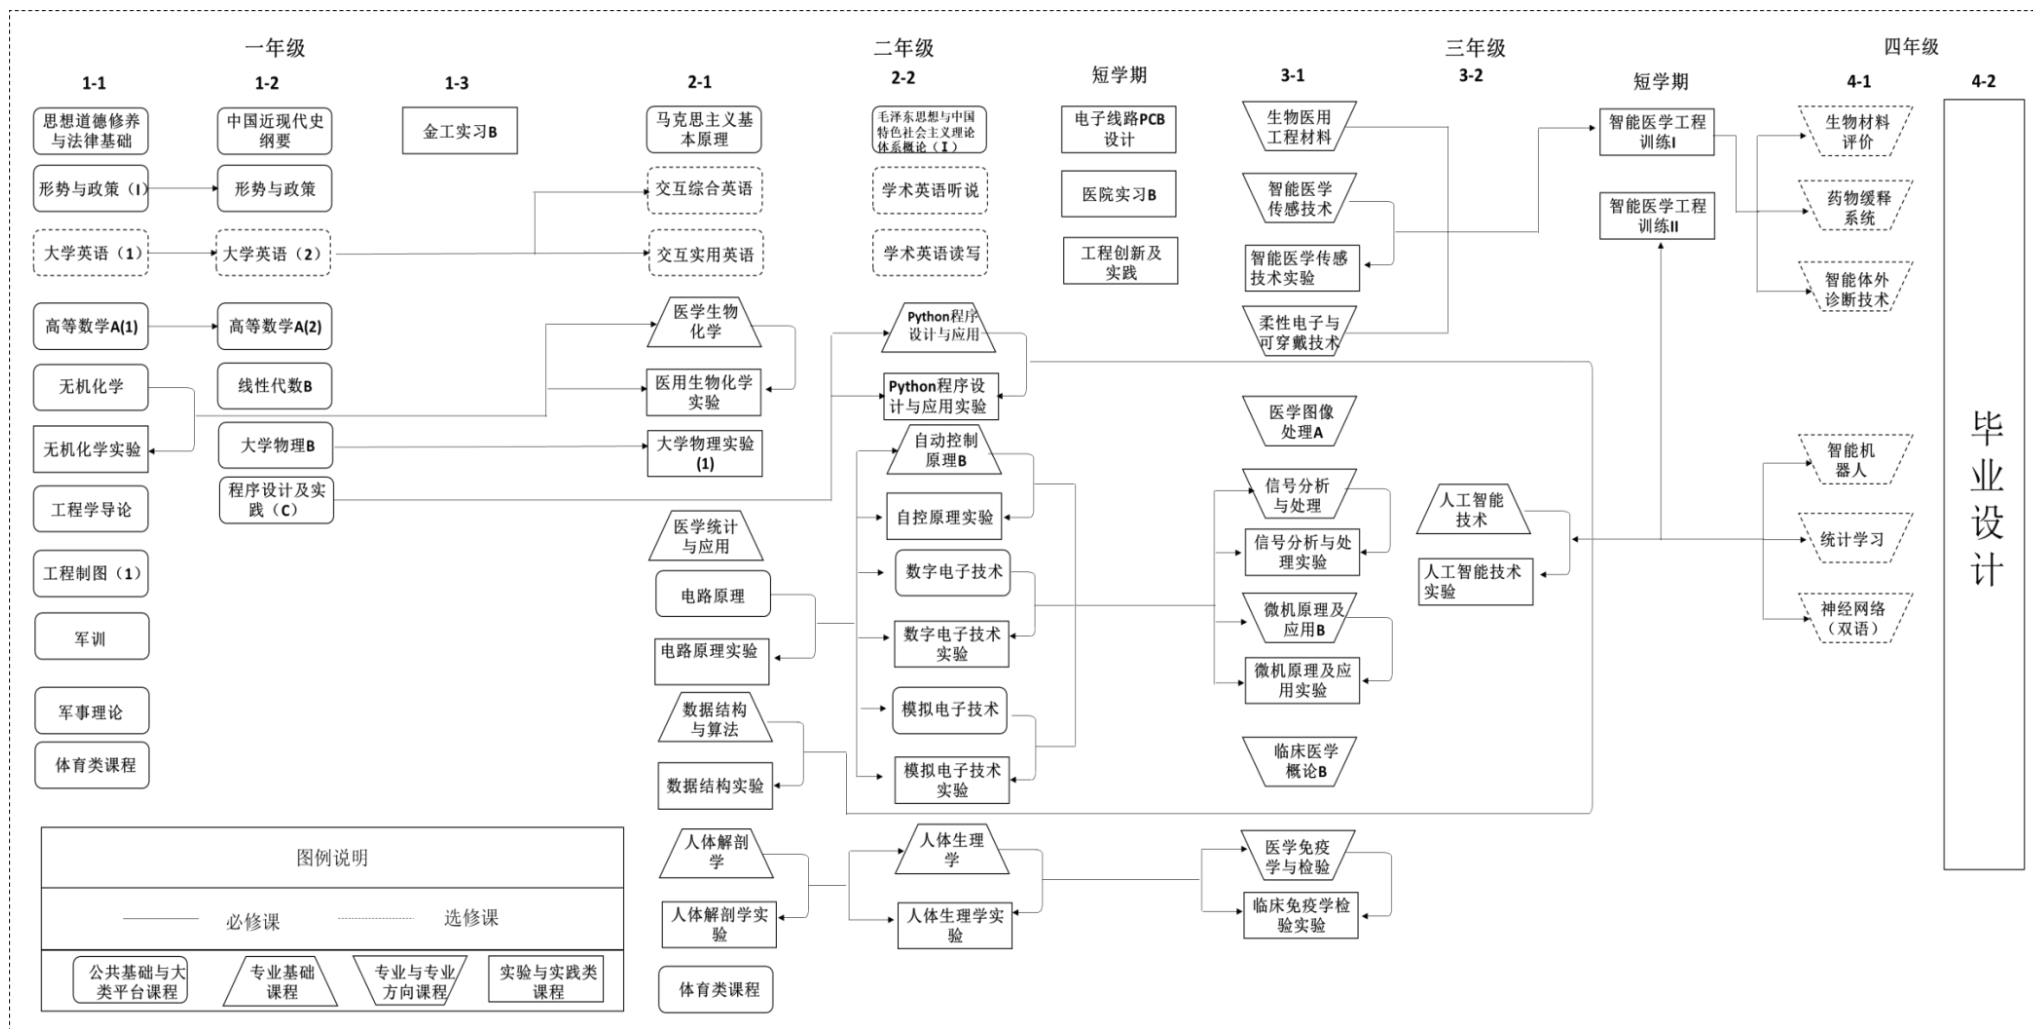 一年级
二年级
三年级
四年级
1-1
1-2
1-3
2-1
2-2
短学期
3-1
3-2
短学期
4-1
4-2
思想道德修养
与法律基础
形势与政策（I）
大学英语（1）
高等数学A(1)
无机化学
无机化学实验
工程学导论
工程制图（1）
军训
军事理论
体育类课程
中国近现代史
纲要
形势与政策
大学英语（2）
高等数学A(2)
线性代数B
大学物理B
程序设计及实
践（C）
金工实习B
马克思主义基
本原理
交互综合英语
交互实用英语
医学生物
化学
医用生物化学
实验
大学物理实验
(1)
医学统计
与应用
电路原理
电路原理实验
数据结构
与算法
数据结构实验
人体解剖
学
人体解剖学实
验
体育类课程
毛泽东思想与中国
特色社会主义理论
体系概论（I）
学术英语听说
学术英语读写
Python程序
设计与应用
Python程序设
计与应用实验
自动控制
原理B
自控原理实验
数字电子技术
数字电子技术
实验
模拟电子技术
模拟电子技术
实验
人体生理
学
人体生理学实
验
电子线路PCB
设计
医院实习B
工程创新及
实践
生物医用
工程材料
智能医学
传感技术
智能医学传感
技术实验
柔性电子与
可穿戴技术
医学图像
处理A
信号分析
与处理
信号分析与处
理实验
微机原理及
应用B
微机原理及应
用实验
临床医学
概论B
医学免疫
学与检验
临床免疫学检
验实验
人工智能
技术
人工智能技术
实验
智能医学工程
训练I
智能医学工程
训练II
生物材料
评价
药物缓释
系统
智能体外
诊断技术
智能机
器人
统计学习
神经网络
（双语）
毕
业
设
计
图例说明
必修课
选修课
公共基础与大
类平台课程
专业基础
课程
专业与专业
方向课程
实验与实践类
课程